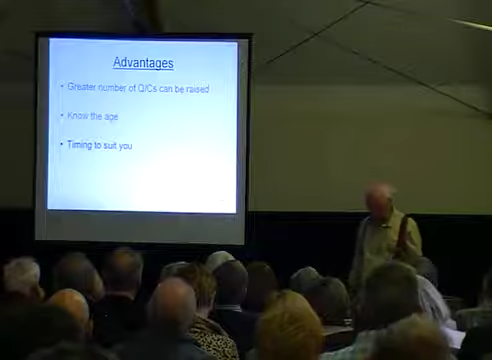 Advantages
• Greater number of Q/Cs can be raised
• Know the age
• Timing to suit you